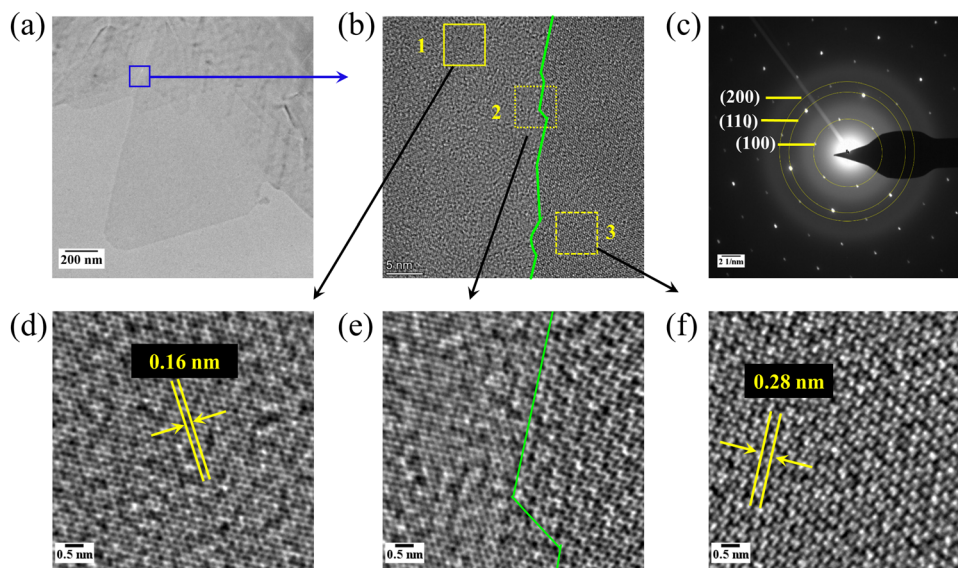 (a)
200 nm
(b)
1
2
3
5 nm
(c)
(200)
(110)
(100)
2 1/nm
(d)
0.16 nm
0.5 nm
(e)
0.5 nm
(f)
0.28 nm
0.5 nm